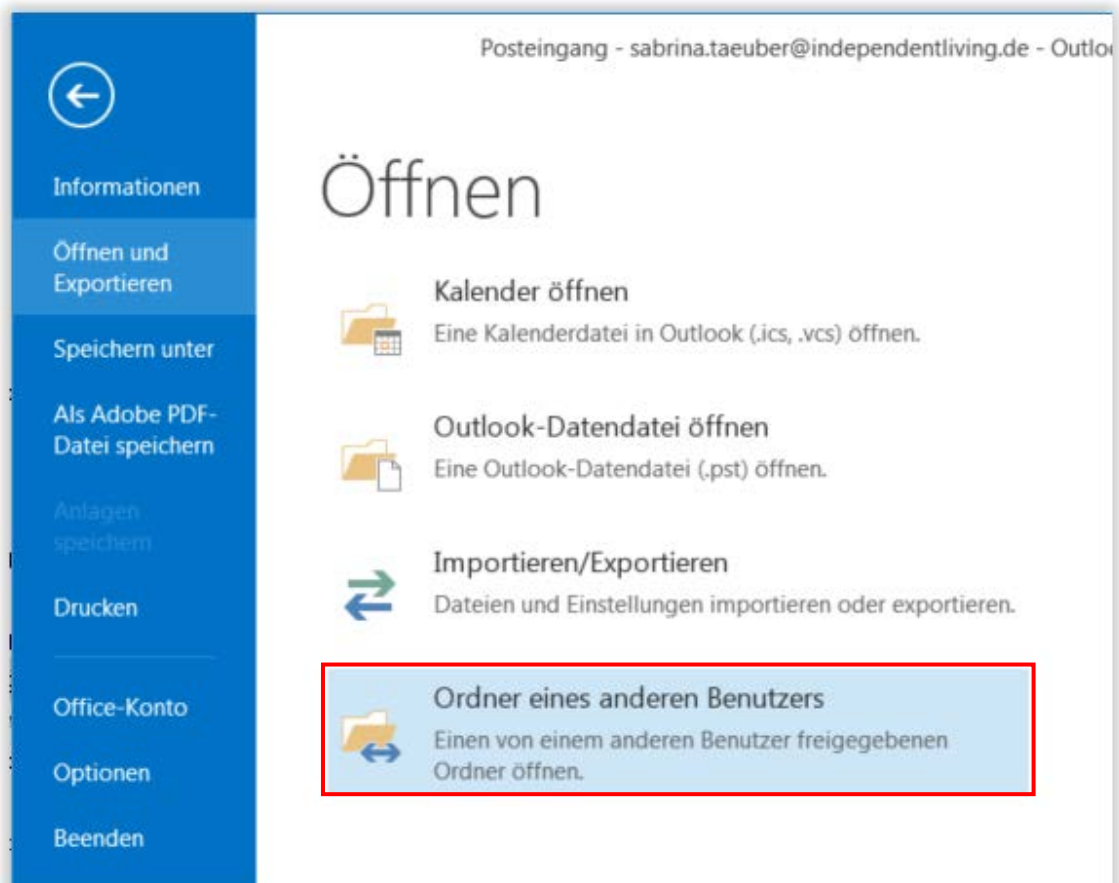 Posteingang - sabrina.taeuber@independentliving.de - Outlo
Informationen
Öffnen und
Exportieren
Speichern unter
Als Adobe PDF-
Datei speichern
Anlagen
speichern
Drucken
Office-Konto
Optionen
Beenden
Öffnen
Kalender öffnen
Eine Kalenderdatei in Outlook (.ics, .vcs) öffnen.
Outlook-Datendatei öffnen
Eine Outlook-Datendatei (.pst) öffnen.
Importieren/Exportieren
Dateien und Einstellungen importieren oder exportieren.
Ordner eines anderen Benutzers
Einen von einem anderen Benutzer freigegebenen
Ordner öffnen.